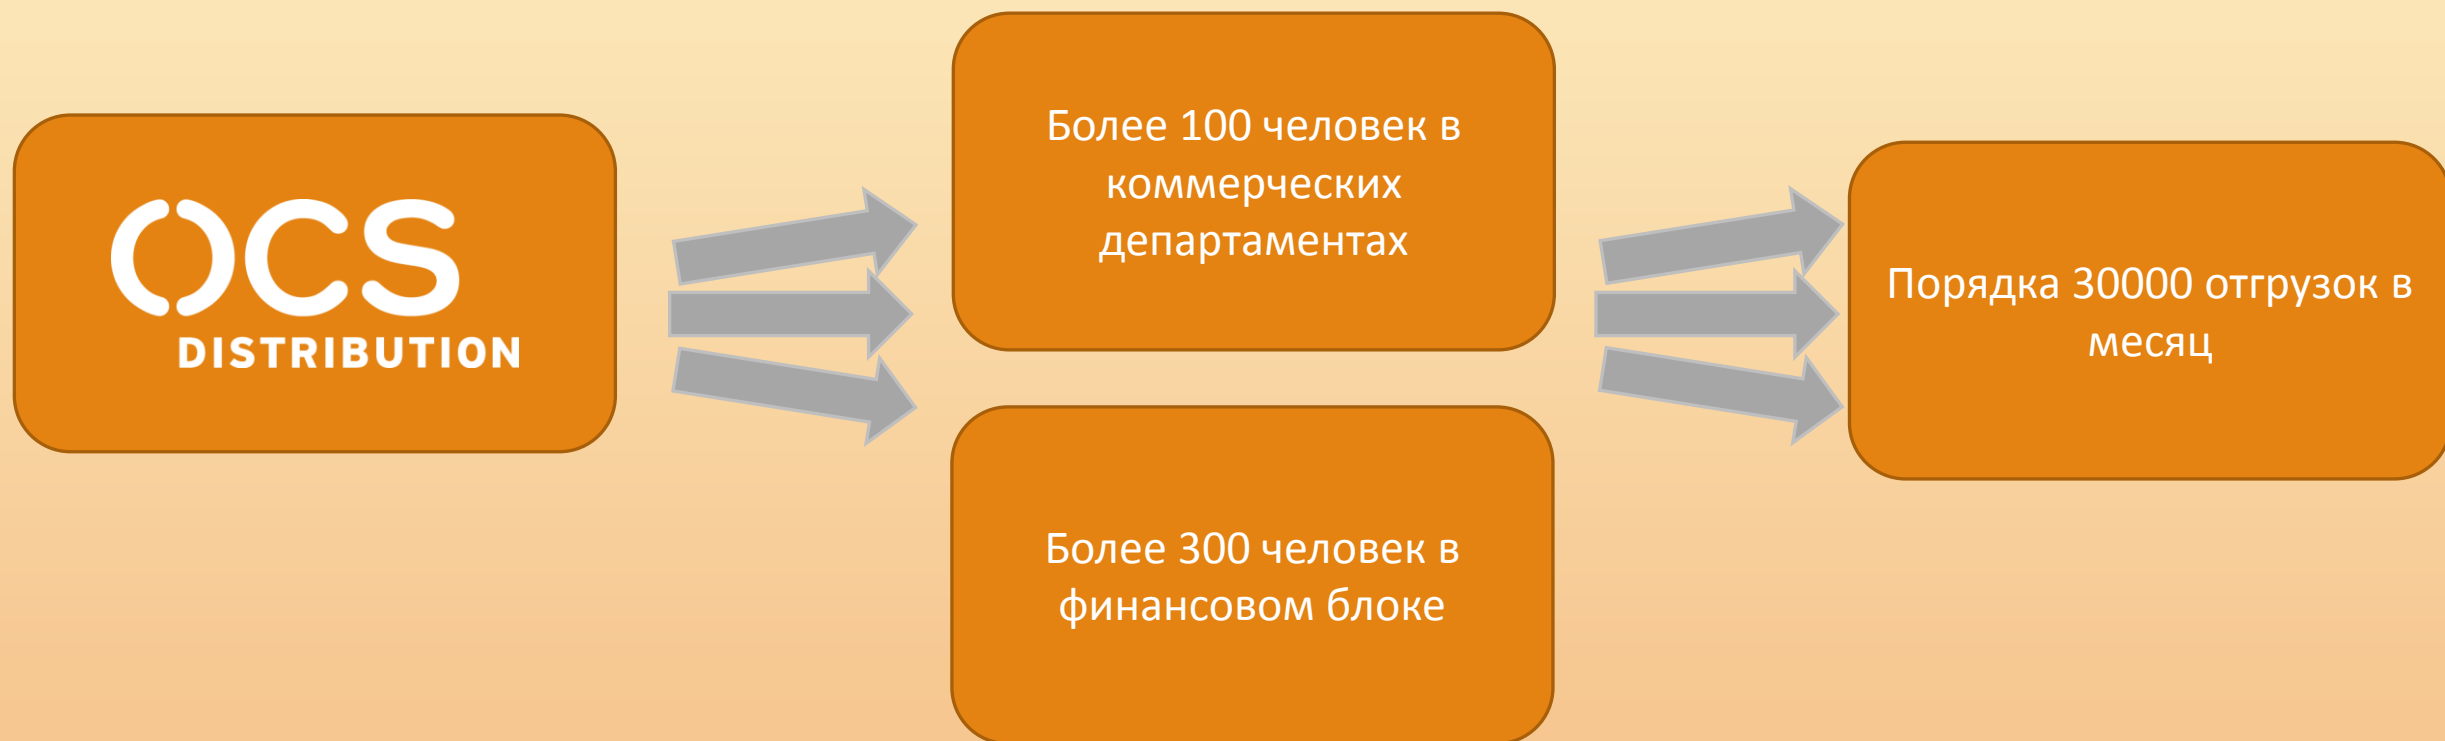 OCS
DISTRIBUTION
Более 100 человек в
коммерческих
департаментах
Более 300 человек в
финансовом блоке
Порядка 30000 отгрузок в
месяц